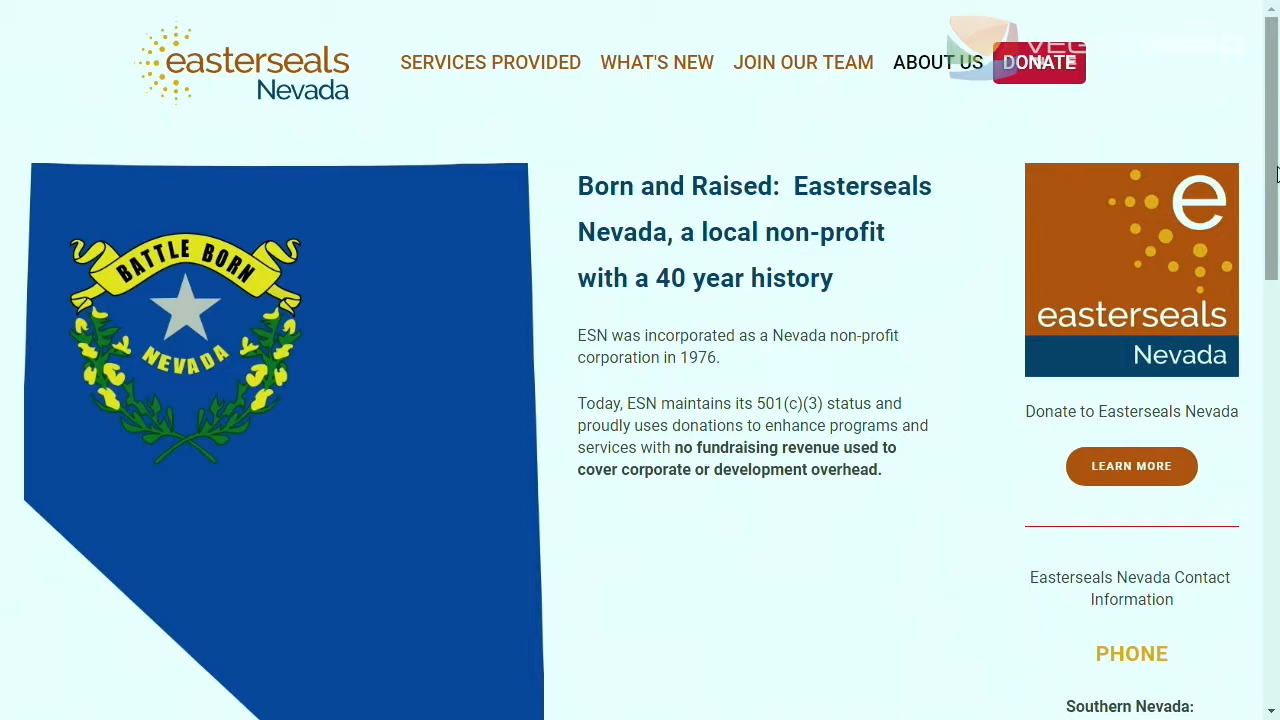 easterseals
Nevada
SERVICES PROVIDED
WHAT'S NEW
JOIN OUR TEAM
ABOUT US
DONATE
BATTLE BORN
NEVADA
Born and Raised: Easterseals
Nevada, a local non-profit
with a 40 year history
ESN was incorporated as a Nevada non-profit
corporation in 1976.
Today, ESN maintains its 501(c)(3) status and
proudly uses donations to enhance programs and
services with no fundraising revenue used to
cover corporate or development overhead.
e
easterseals
Nevada
Donate to Easterseals Nevada
LEARN MORE
Easterseals Nevada Contact
Information
PHONE
Southern Nevada: